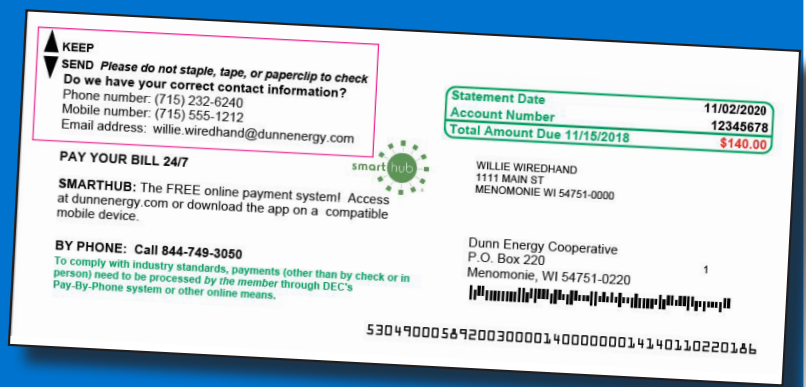 KEEP
SEND Please do not staple, tape, or paperclip to check
Do we have your correct contact information?
Phone number: (715) 232-6240
Mobile number: (715) 555-1212
Email address: willie.wiredhand@dunnenergy.com
PAY YOUR BILL 24/7
smart hub
SMARTHUB: The FREE online payment system! Access
at dunnenergy.com or download the app on a compatible
mobile device.
BY PHONE: Call 844-749-3050
To comply with industry standards, payments (other than by check or in
person) need to be processed by the member through DEC's
Pay-By-Phone system or other online means.
Statement Date 11/02/2020
Account Number 12345678
Total Amount Due 11/15/2018 $140.00
WILLIE WIREDHAND
1111 MAIN ST
MENOMONIE WI 54751-0000
Dunn Energy Cooperative
P.O. Box 220 1
Menomonie, WI 54751-0220
5304900058920030000014000000014140110220186